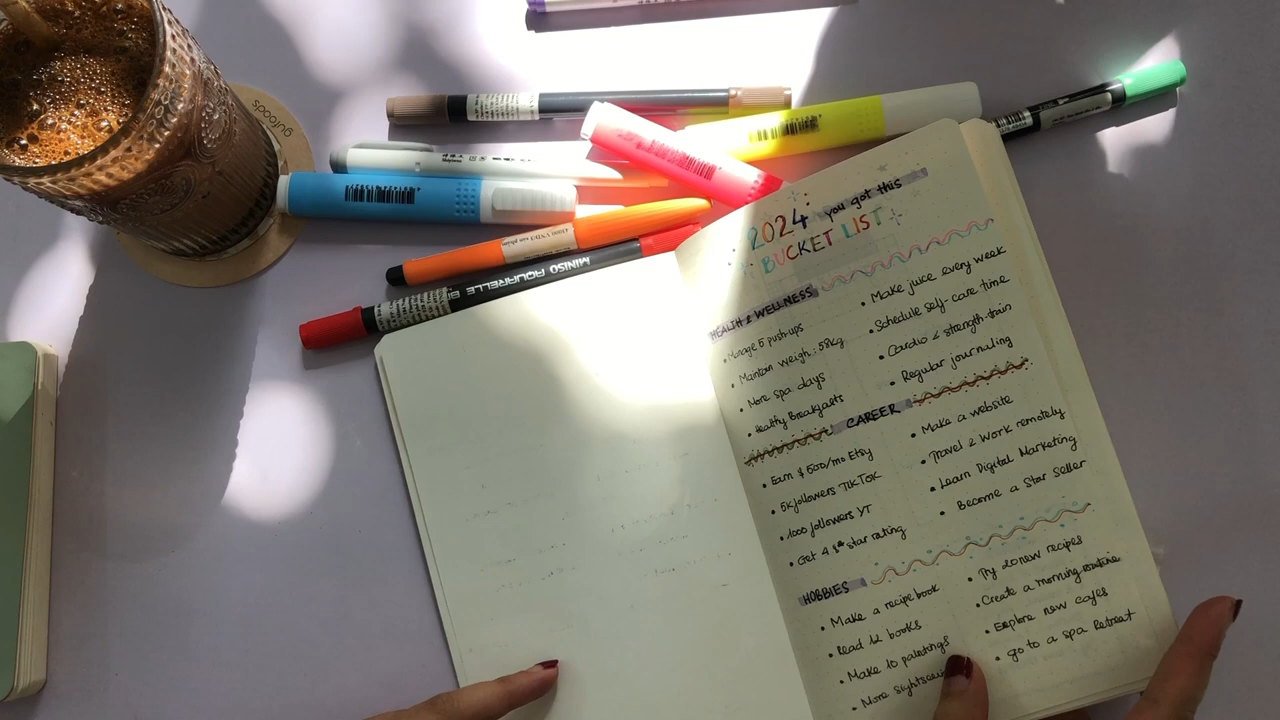 gufoods
MINISO AQUARELLE
2024 you got this
BUCKET LIST
HEALTH & WELLNESS
• Manage 5 push-ups
• Maintain weigh: 58kg
• More spa days
• Healthy Breakfasts
• Make juice every week
• Schedule self-care time
• Cardio & strength-train
• Regular journaling
CAREER
• Earn $500/mo Etsy
• 5k followers TikTok
• 1000 followers YT
• Get 4 star rating
• Make a website
• Travel & Work remotely
• Learn Digital Marketing
• Become a Star Seller
HOBBIES
• Make a recipe book
• Read 12 books
• Make 10 paintings
• More
• Try 20 new recipes
• Create a morning routine
• Explore new cafes
• go to a spa Retreat